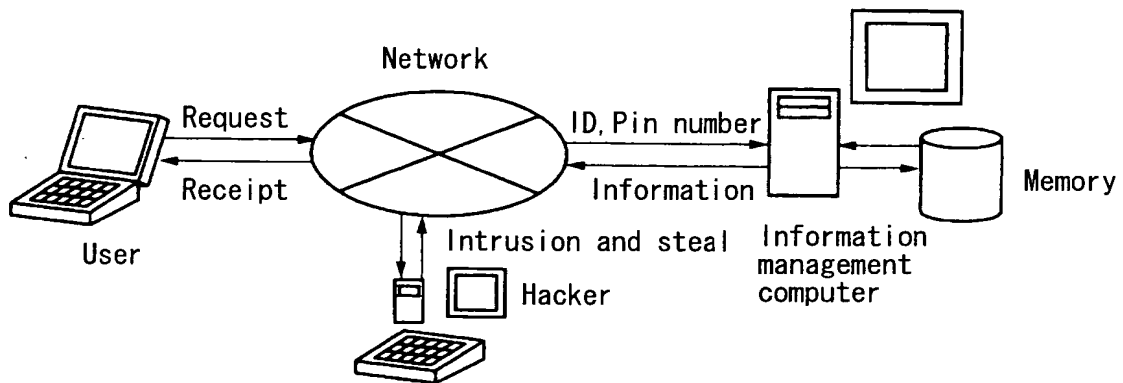 Network
Request
ID, Pin number
Receipt
Information
Memory
User
Intrusion and steal
Information
management
computer
Hacker